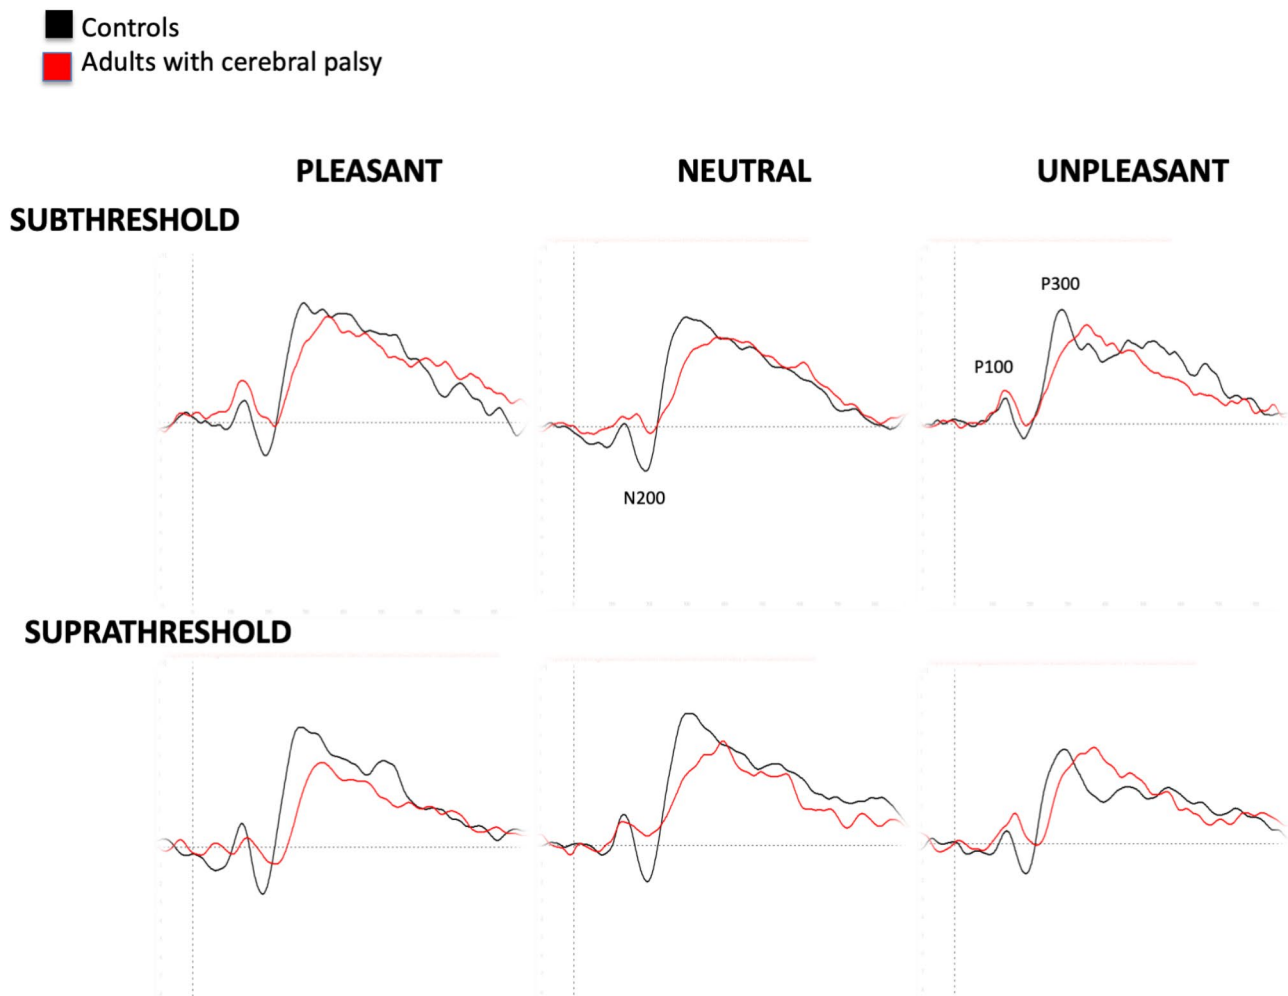 Controls
Adults with cerebral palsy
PLEASANT NEUTRAL UNPLEASANT
SUBTHRESHOLD
P300
P100
N200
SUPRATHRESHOLD